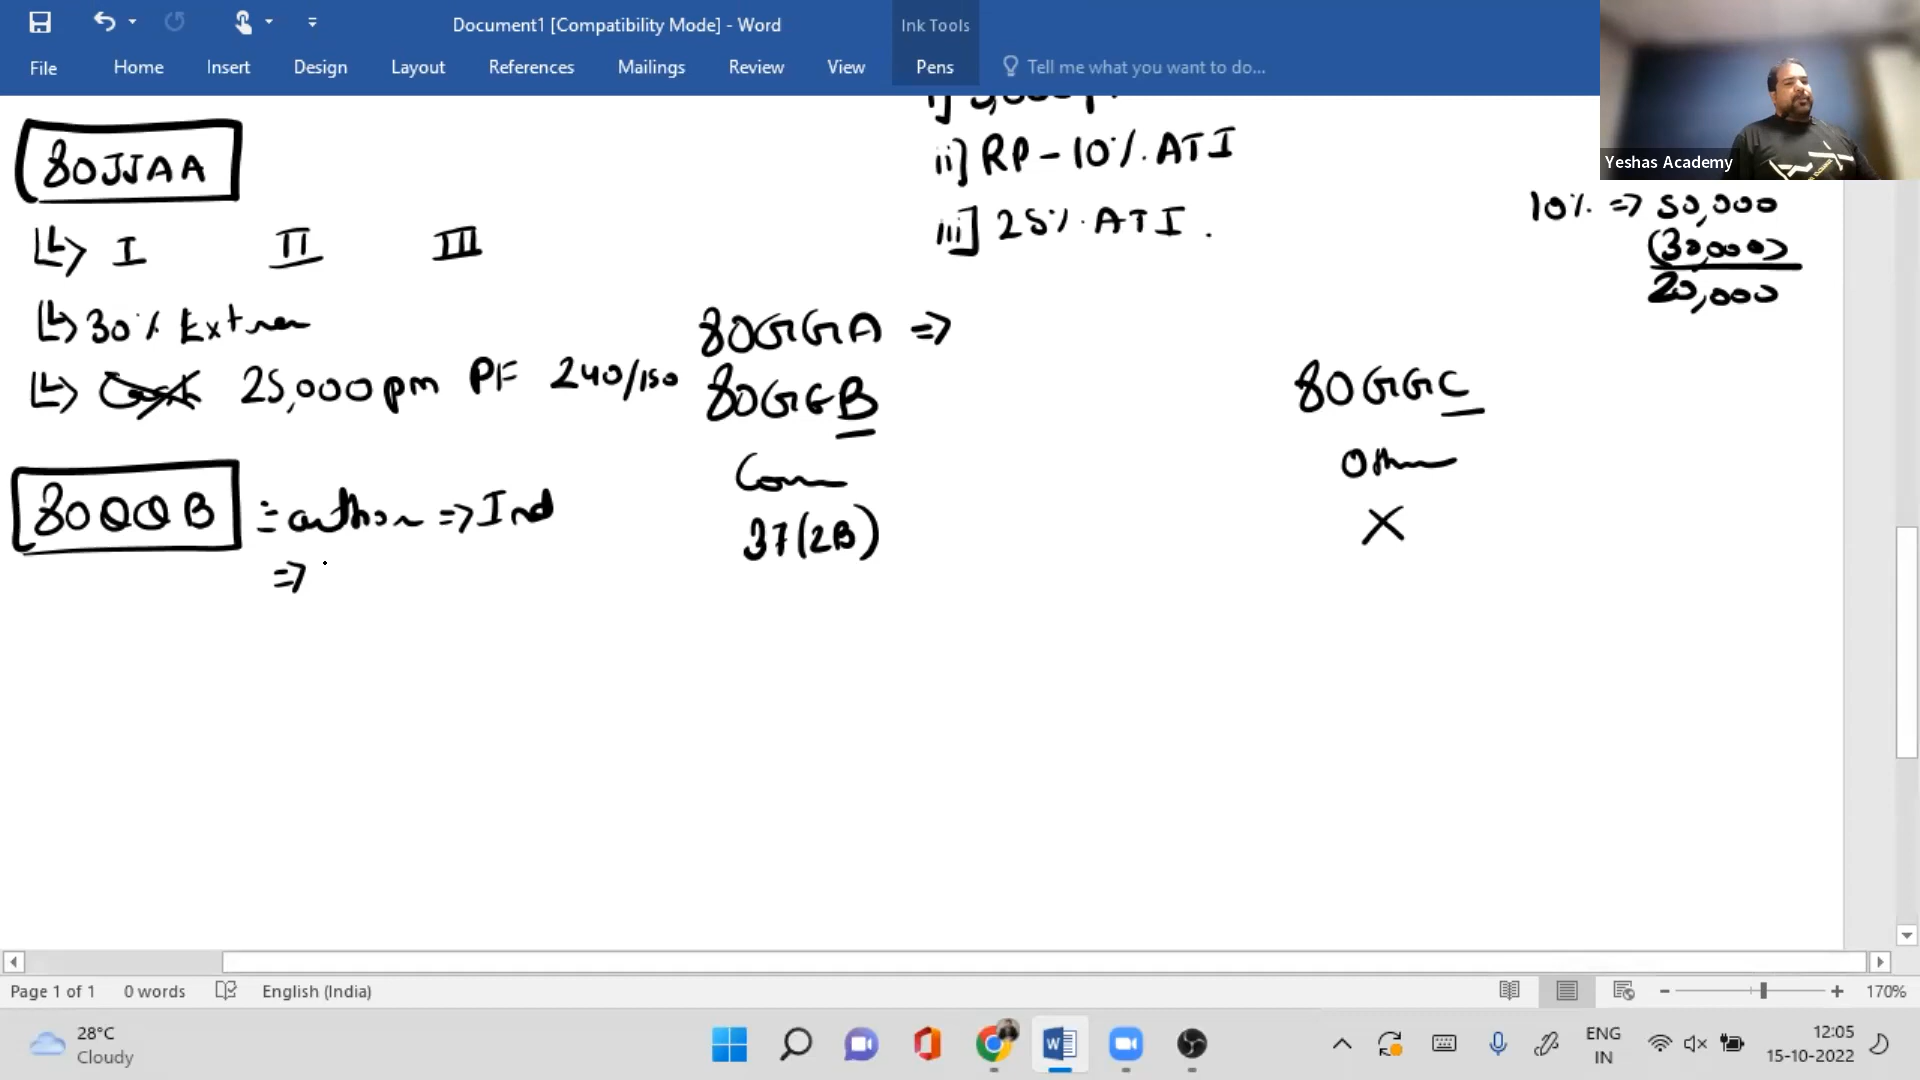 Document1 [Compatibility Mode] - Word
Ink Tools
File
Home
Insert
Design
Layout
References
Mailings
Review
View
Pens
Tell me what you want to do...
Yeshas Academy
80JJAA
I II III
30% Extra
25,000 pm PF 240/150
80QQB = author => Ind
=>
ii] RP - 10% ATI
iii] 25% ATI.
80GGA =>
80GGB
Com
37(2B)
10% => 50,000
(30,000)
20,000
80GGC
Other
X
Page 1 of 1
0 words
English (India)
170%
28°C
Cloudy
ENG
IN
12:05
15-10-2022